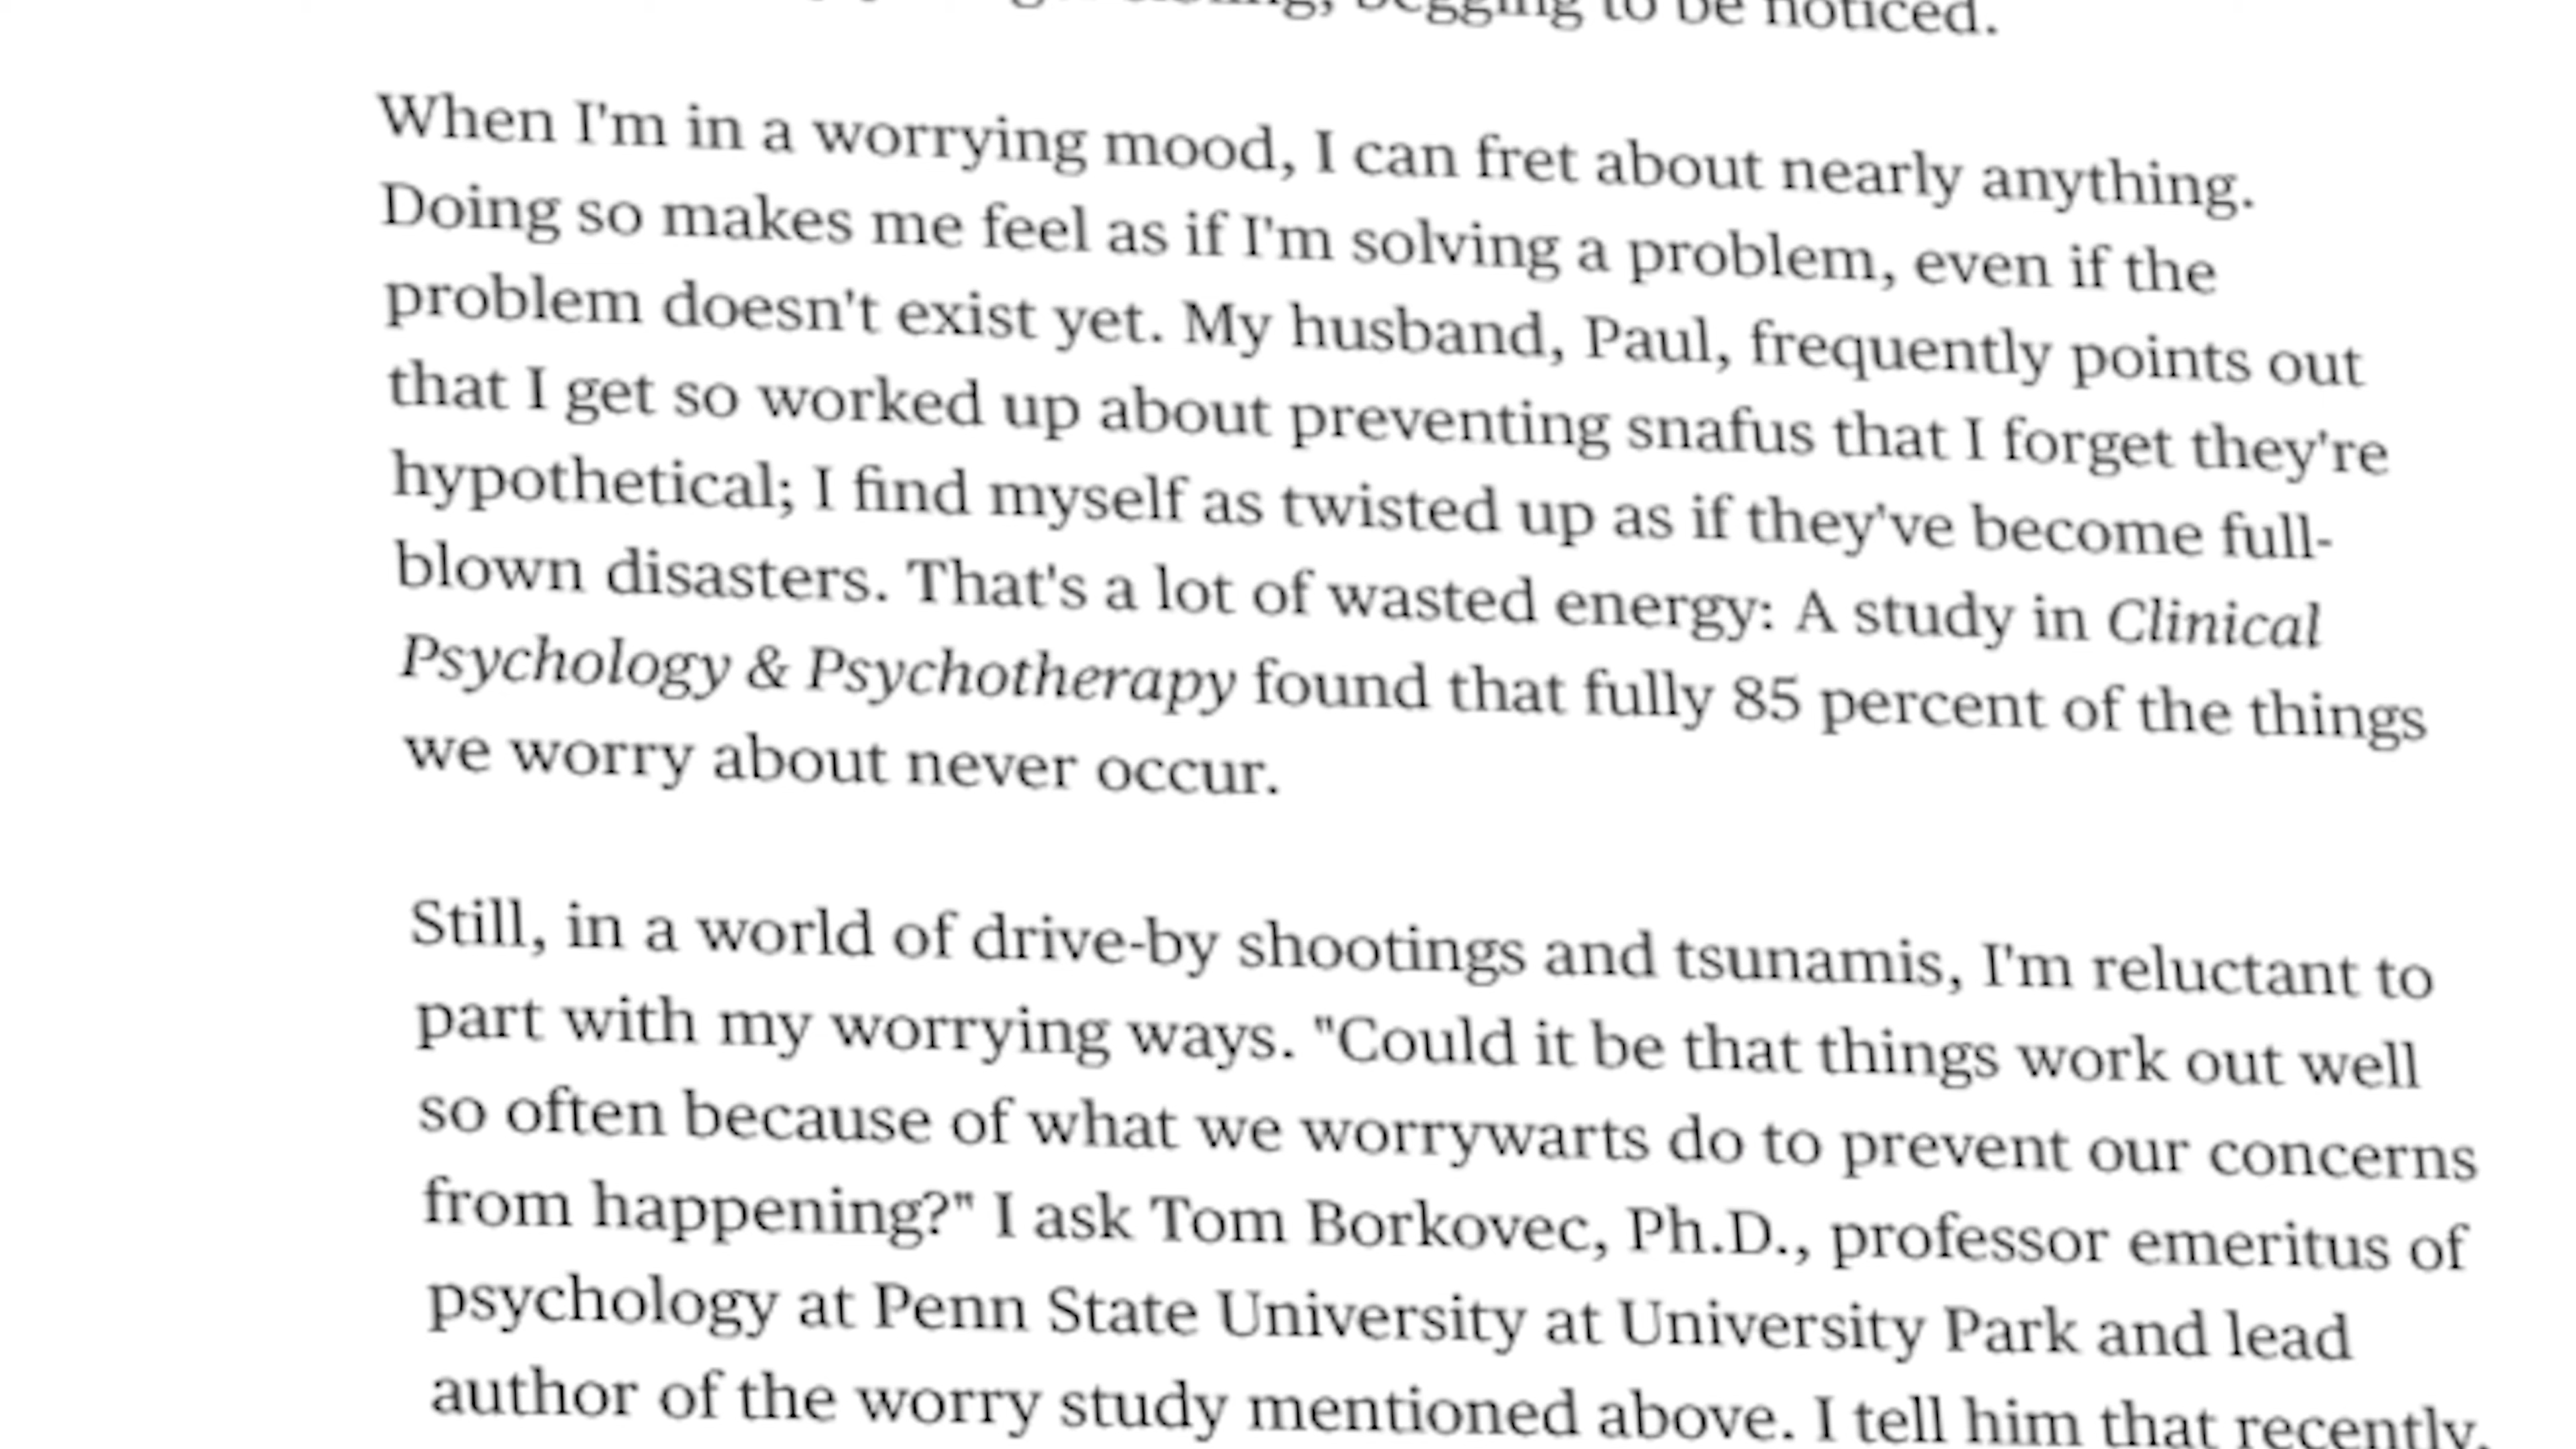 begging to be noticed.
When I'm in a worrying mood, I can fret about nearly anything.
Doing so makes me feel as if I'm solving a problem, even if the
problem doesn't exist yet. My husband, Paul, frequently points out
that I get so worked up about preventing snafus that I forget they're
hypothetical; I find myself as twisted up as if they've become full-
blown disasters. That's a lot of wasted energy: A study in Clinical
Psychology & Psychotherapy found that fully 85 percent of the things
we worry about never occur.
Still, in a world of drive-by shootings and tsunamis, I'm reluctant to
part with my worrying ways. "Could it be that things work out well
so often because of what we worrywarts do to prevent our concerns
from happening?" I ask Tom Borkovec, Ph.D., professor emeritus of
psychology at Penn State University at University Park and lead
author of the worry study mentioned above. I tell him that recently,